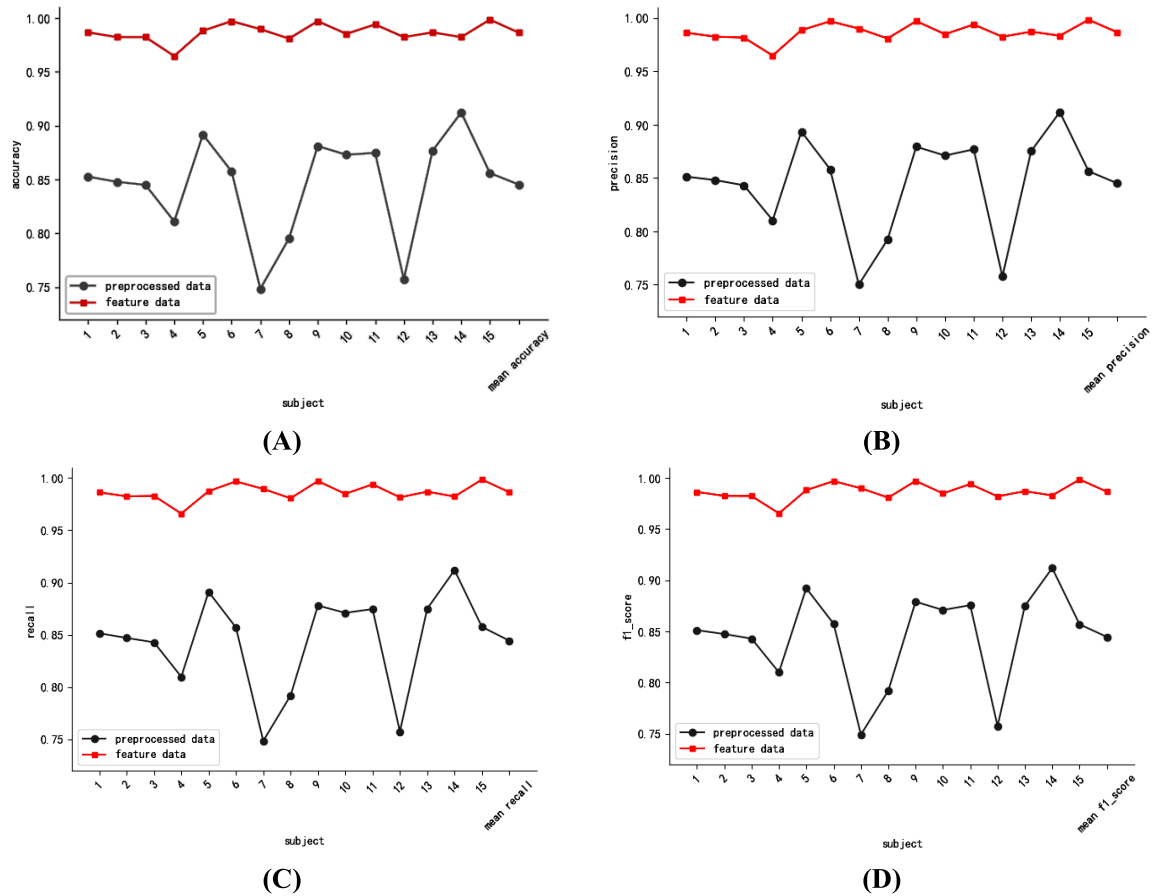 1.00
0.95
0.90
0.85
0.80
0.75
accuracy
preprocessed data
feature data
1 2 3 4 5 6 7 8 9 10 11 12 13 14 15 mean accuracy
subject
(A)
1.00
0.95
0.90
0.85
0.80
0.75
precision
preprocessed data
feature data
1 2 3 4 5 6 7 8 9 10 11 12 13 14 15 mean precision
subject
(B)
1.00
0.95
0.90
0.85
0.80
0.75
recall
preprocessed data
feature data
1 2 3 4 5 6 7 8 9 10 11 12 13 14 15 mean recall
subject
(C)
1.00
0.95
0.90
0.85
0.80
0.75
f1_score
preprocessed data
feature data
1 2 3 4 5 6 7 8 9 10 11 12 13 14 15 mean f1_score
subject
(D)